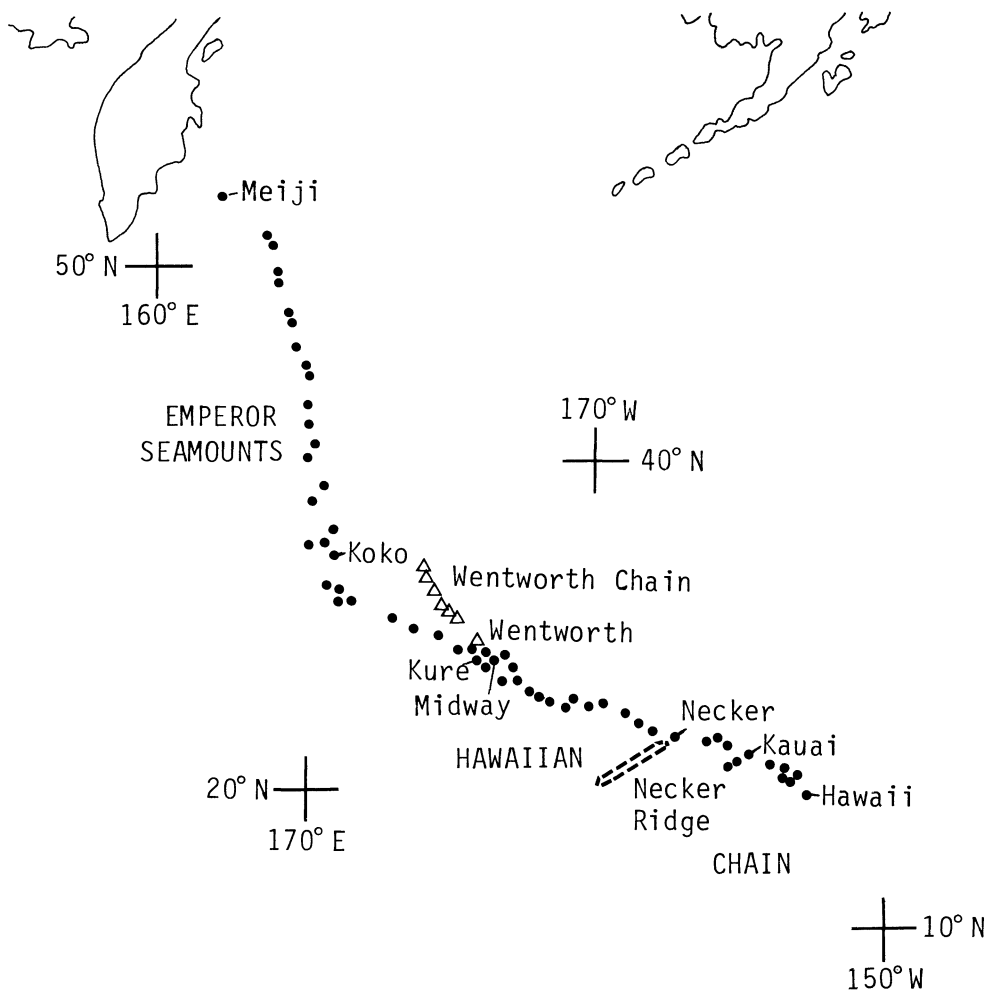 Meiji
50° N
160° E
170° W
EMPEROR
SEAMOUNTS
40° N
Koko
Wentworth Chain
Wentworth
Kure
Midway
Necker
HAWAIIAN
Kauai
20° N
Necker
Ridge
Hawaii
170° E
CHAIN
10° N
150° W